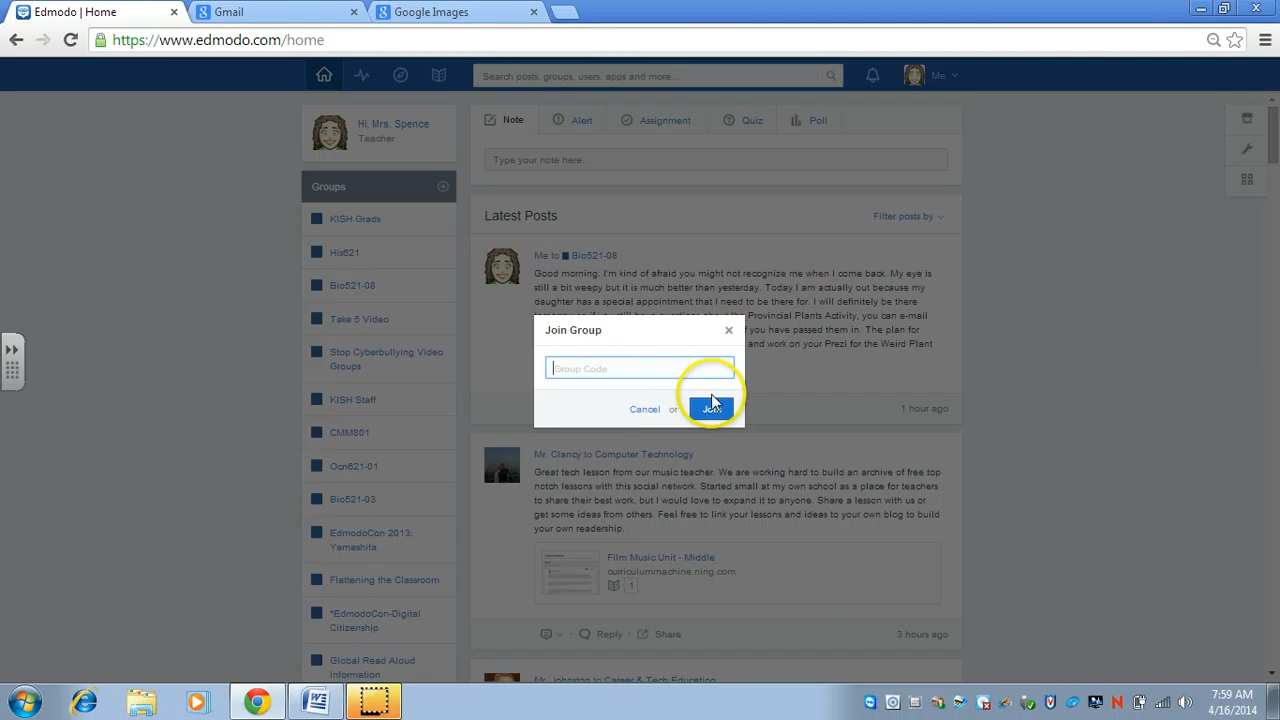 Edmodo | Home
Gmail
Google Images
https://www.edmodo.com/home
Search posts, groups, users, apps and more...
Me
Hi, Mrs. Spence
Teacher
Note
Alert
Assignment
Quiz
Poll
Type your note here...
Groups
KISH Grads
His621
Bio521-08
Take 5 Video
Stop Cyberbullying Video
Groups
KISH Staff
CMM801
Ocn621-01
Bio521-03
EdmodoCon 2013:
Yamashita
Flattening the Classroom
*EdmodoCon-Digital
Citizenship
Global Read Aloud
Information
Latest Posts
Filter posts by
Me to Bio521-08
Good morning. I'm kind of afraid you might not recognize me when I come back. My eye is
still a bit weepy but it is much better than yesterday. Today I am actually out because my
daughter has a special appointment that I need to be there for. I will definitely be there
Provincial Plants Activity, you can e-mail
if you have passed them in. The plan for
and work on your Prezi for the Weird Plant
1 hour ago
Join Group
Group Code
Cancel or Join
Mr. Clancy to Computer Technology
Great tech lesson from our music teacher. We are working hard to build an archive of free top
notch lessons with this social network. Started small at my own school as a place for teachers
to share their best work, but I would love to expand it to anyone. Share a lesson with us or
get some ideas from others. Feel free to link your lessons and ideas to your own blog to build
your own readership.
Film Music Unit - Middle
curriculummachine.ning.com
1
Reply
Share
3 hours ago
Mr. Johnston to Career & Tech Education
7:59 AM
4/16/2014